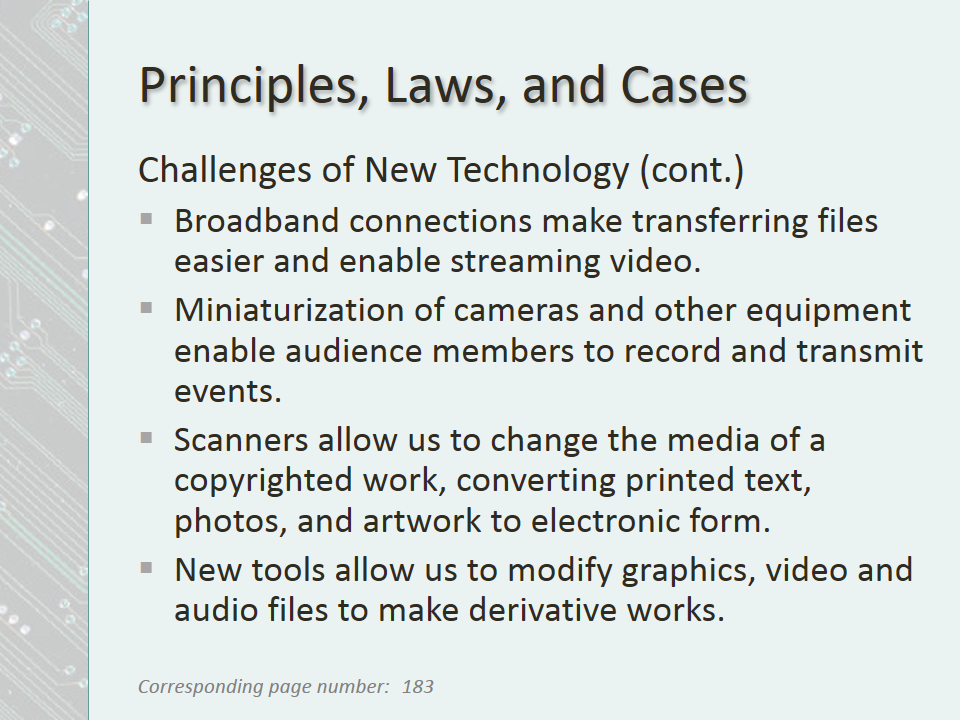 Principles, Laws, and Cases
Challenges of New Technology (cont.)
▪ Broadband connections make transferring files
easier and enable streaming video.
▪ Miniaturization of cameras and other equipment
enable audience members to record and transmit
events.
▪ Scanners allow us to change the media of a
copyrighted work, converting printed text,
photos, and artwork to electronic form.
▪ New tools allow us to modify graphics, video and
audio files to make derivative works.
Corresponding page number: 183